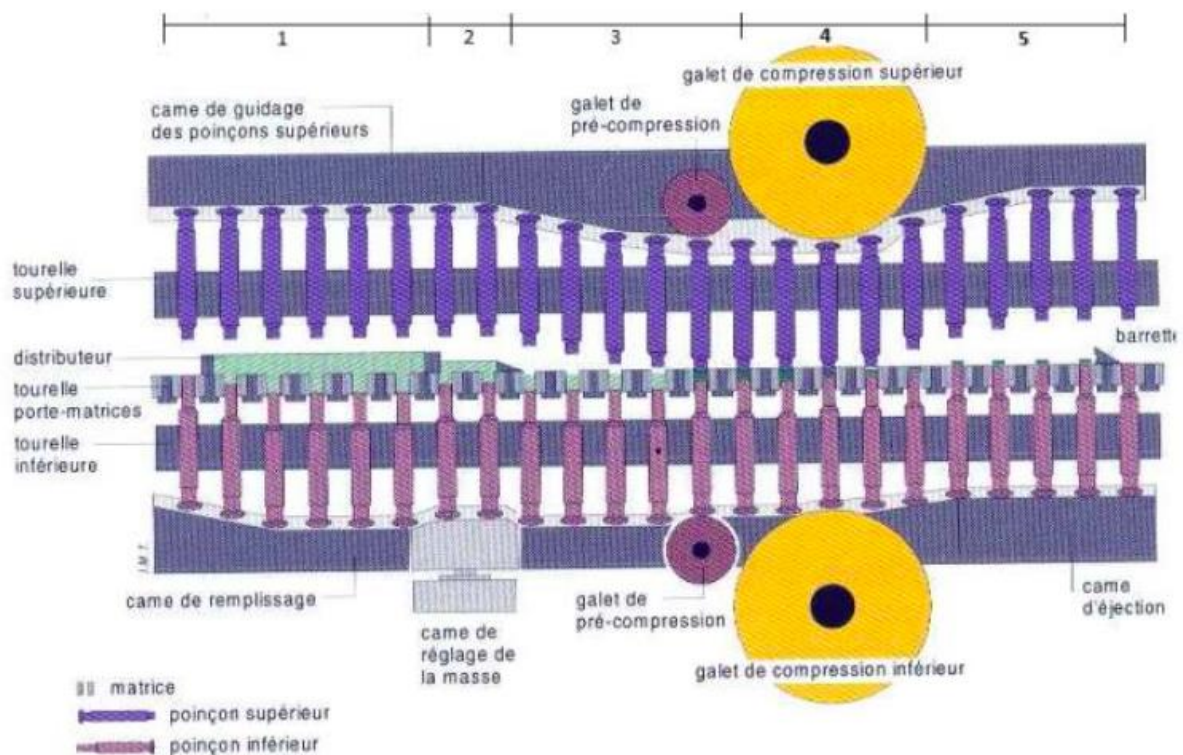 1 2 3 4 5
galet de compression supérieur
came de guidage
des poinçons supérieurs
galet de
pré-compression
tourelle
supérieure
barrette
distributeur
tourelle
porte-matrices
tourelle
inférieure
J.M.T.
came de remplissage
galet de
pré-compression
came
d'éjection
came de
réglage de
la masse
galet de compression inférieur
matrice
poinçon supérieur
poinçon inférieur